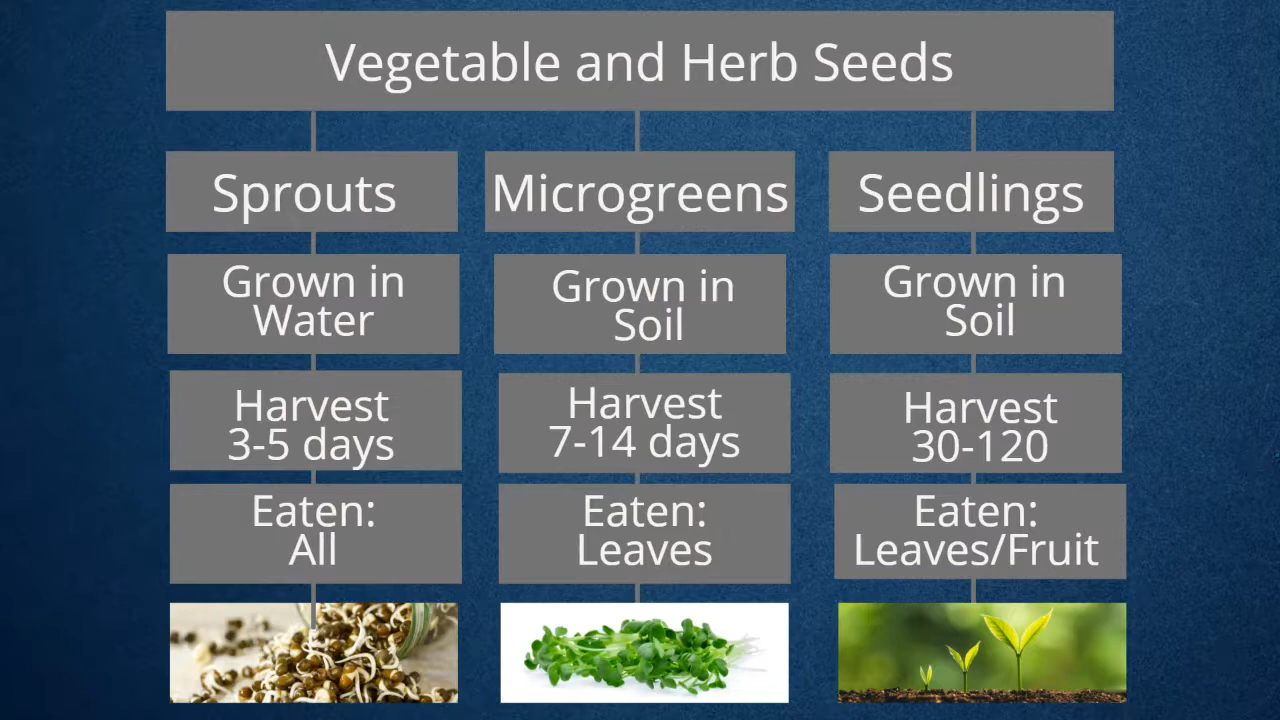 Vegetable and Herb Seeds
Sprouts
Microgreens
Seedlings
Grown in
Water
Grown in
Soil
Grown in
Soil
Harvest
3-5 days
Harvest
7-14 days
Harvest
30-120
Eaten:
All
Eaten:
Leaves
Eaten:
Leaves/Fruit